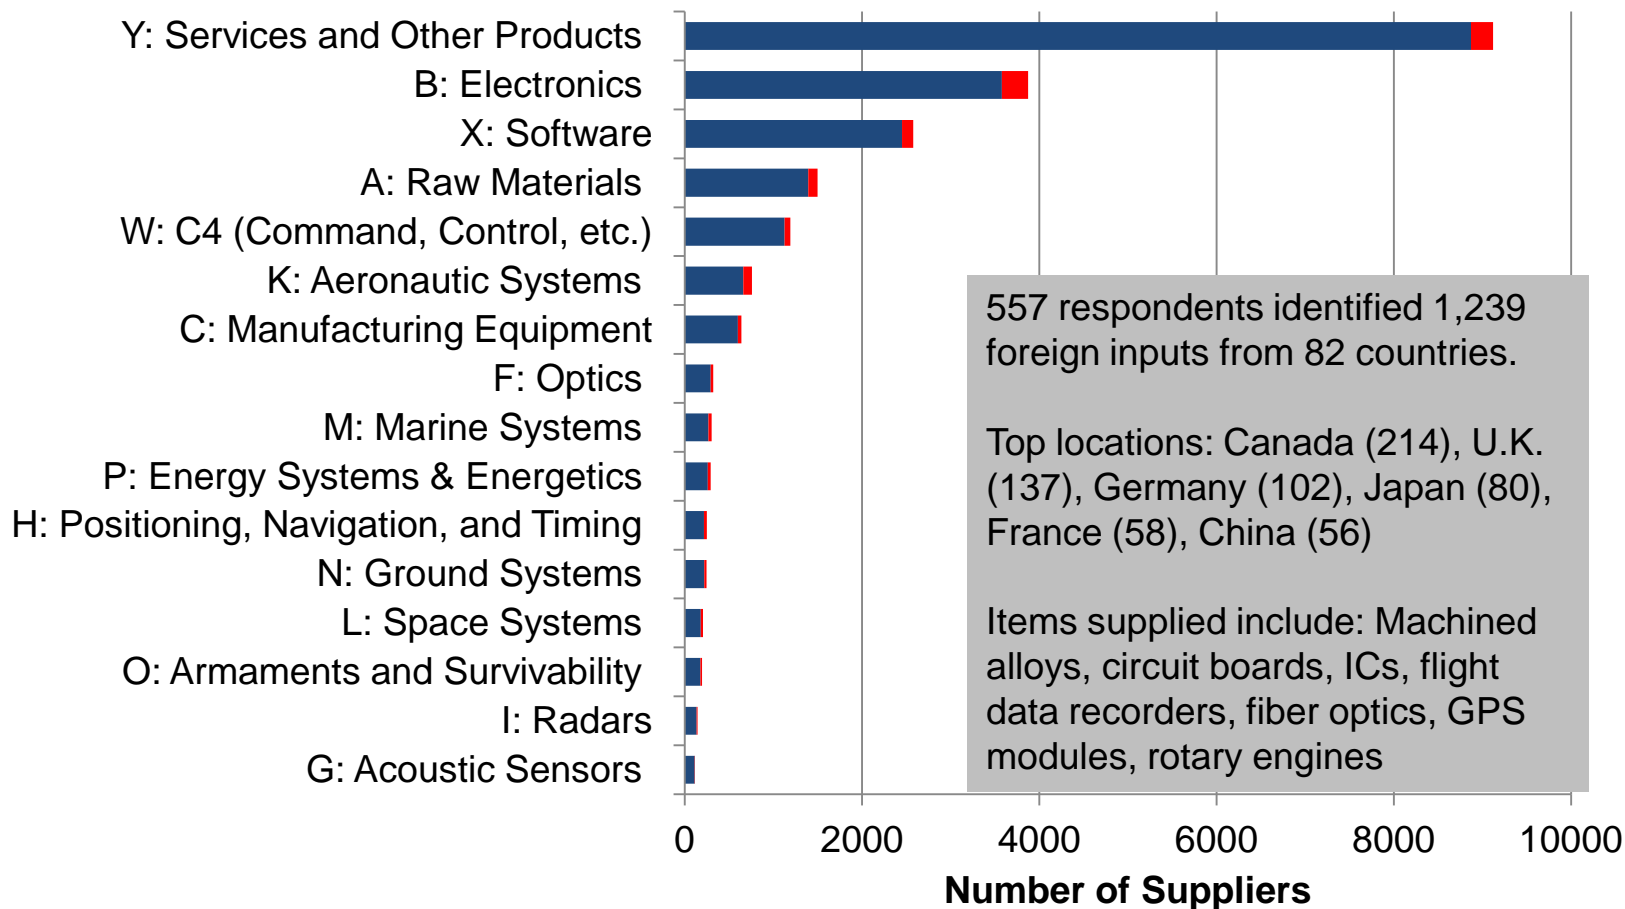 Y: Services and Other Products
B: Electronics
X: Software
A: Raw Materials
W: C4 (Command, Control, etc.)
K: Aeronautic Systems
C: Manufacturing Equipment
F: Optics
M: Marine Systems
P: Energy Systems & Energetics
H: Positioning, Navigation, and Timing
N: Ground Systems
L: Space Systems
O: Armaments and Survivability
I: Radars
G: Acoustic Sensors
557 respondents identified 1,239
foreign inputs from 82 countries.
Top locations: Canada (214), U.K.
(137), Germany (102), Japan (80),
France (58), China (56)
Items supplied include: Machined
alloys, circuit boards, ICs, flight
data recorders, fiber optics, GPS
modules, rotary engines
0 2000 4000 6000 8000 10000
Number of Suppliers